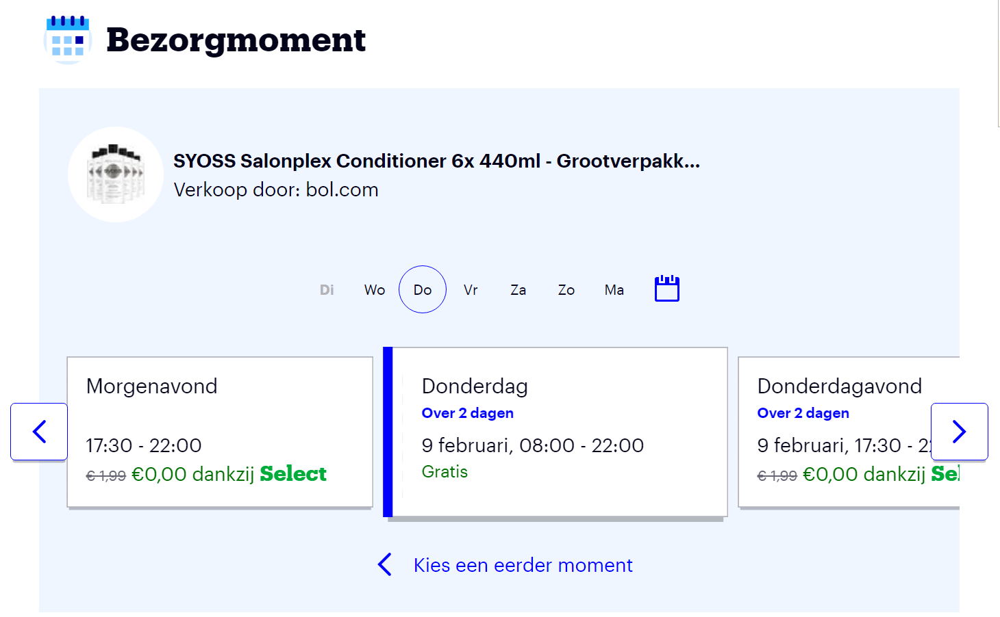 Bezorgmoment
SYOSS
SYOSS Salonplex Conditioner 6x 440ml - Grootverpakk...
Verkoop door: bol.com
Di Wo Do Vr Za Zo Ma
Morgenavond
17:30 - 22:00
€ 1,99 €0,00 dankzij Select
Donderdag
Over 2 dagen
9 februari, 08:00 - 22:00
Gratis
Donderdagavond
Over 2 dagen
9 februari, 17:30 - 2
€ 1,99 €0,00 dankzij Sel
Kies een eerder moment